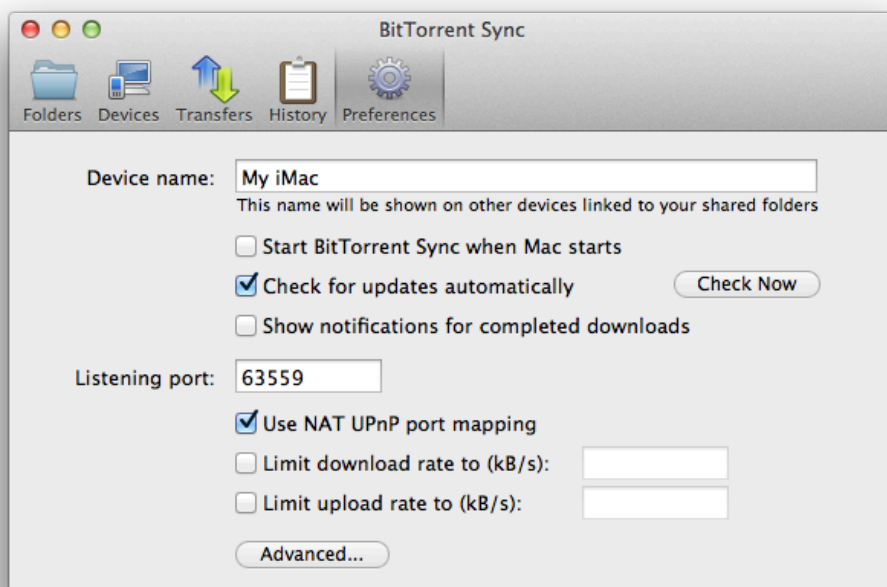 BitTorrent Sync
Folders Devices Transfers History Preferences
Device name: My iMac
This name will be shown on other devices linked to your shared folders
Start BitTorrent Sync when Mac starts
Check for updates automatically Check Now
Show notifications for completed downloads
Listening port: 63559
Use NAT UPnP port mapping
Limit download rate to (kB/s):
Limit upload rate to (kB/s):
Advanced...